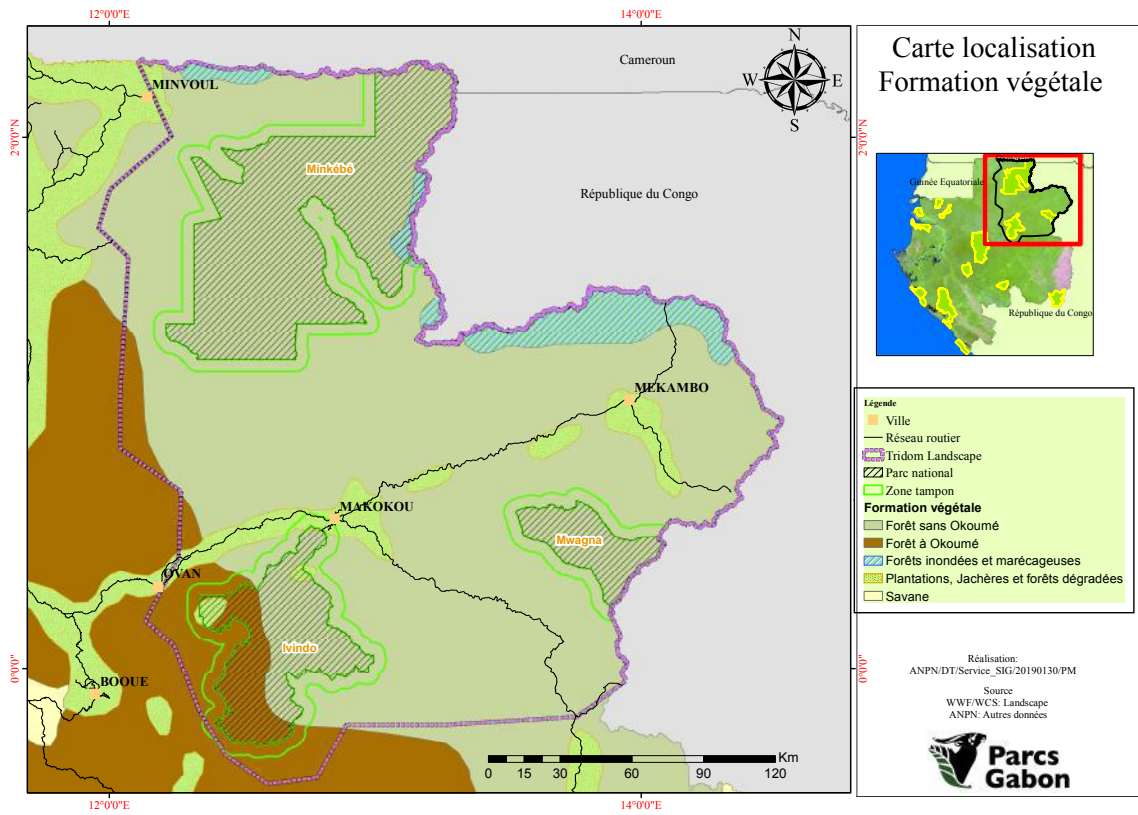 12°0'0"E
14°0'0"E
N
W
E
S
Cameroun
MINVOUL
2°0'0"N
2°0'0"N
Minkébé
République du Congo
MEKAMBO
MAKOKOU
Mwagna
OVAN
Ivindo
BOOUE
0°0'0"
0°0'0"
Km
0 15 30 60 90 120
12°0'0"E
14°0'0"E
Carte localisation
Formation végétale
Guinée Equatoriale
République du Congo
Légende
Ville
Réseau routier
Tridom Landscape
Parc national
Zone tampon
Formation végétale
Forêt sans Okoumé
Forêt à Okoumé
Forêts inondées et marécageuses
Plantations, Jachères et forêts dégradées
Savane
Réalisation:
ANPN/DT/Service_SIG/20190130/PM
Source
WWF/WCS: Landscape
ANPN: Autres données
Parcs
Gabon